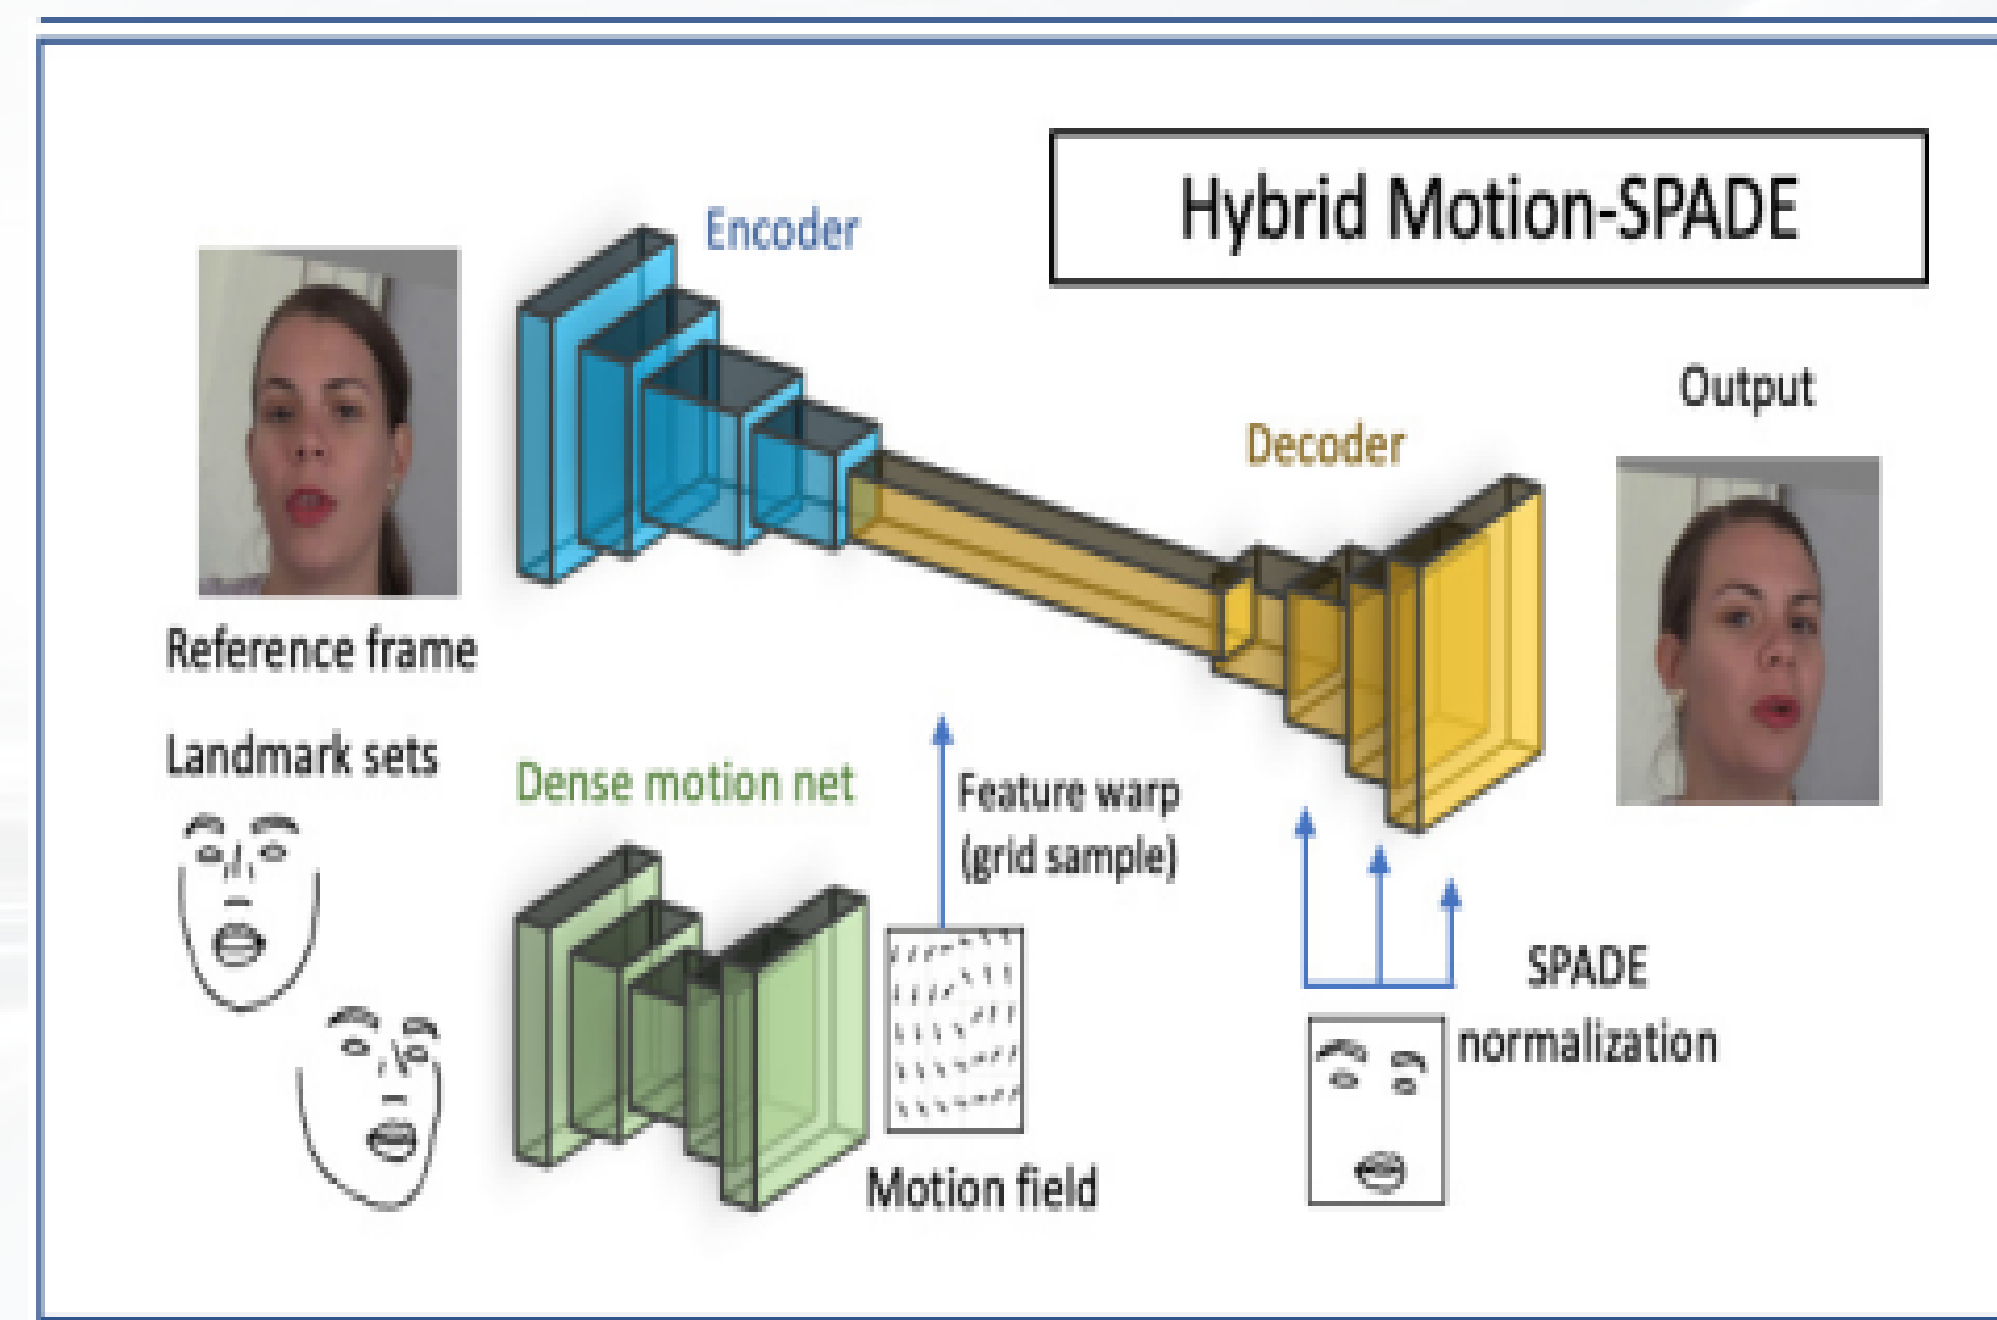 Hybrid Motion-SPADE
Encoder
Output
Decoder
Reference frame
Landmark sets
Dense motion net
Feature warp
(grid sample)
SPADE
normalization
Motion field